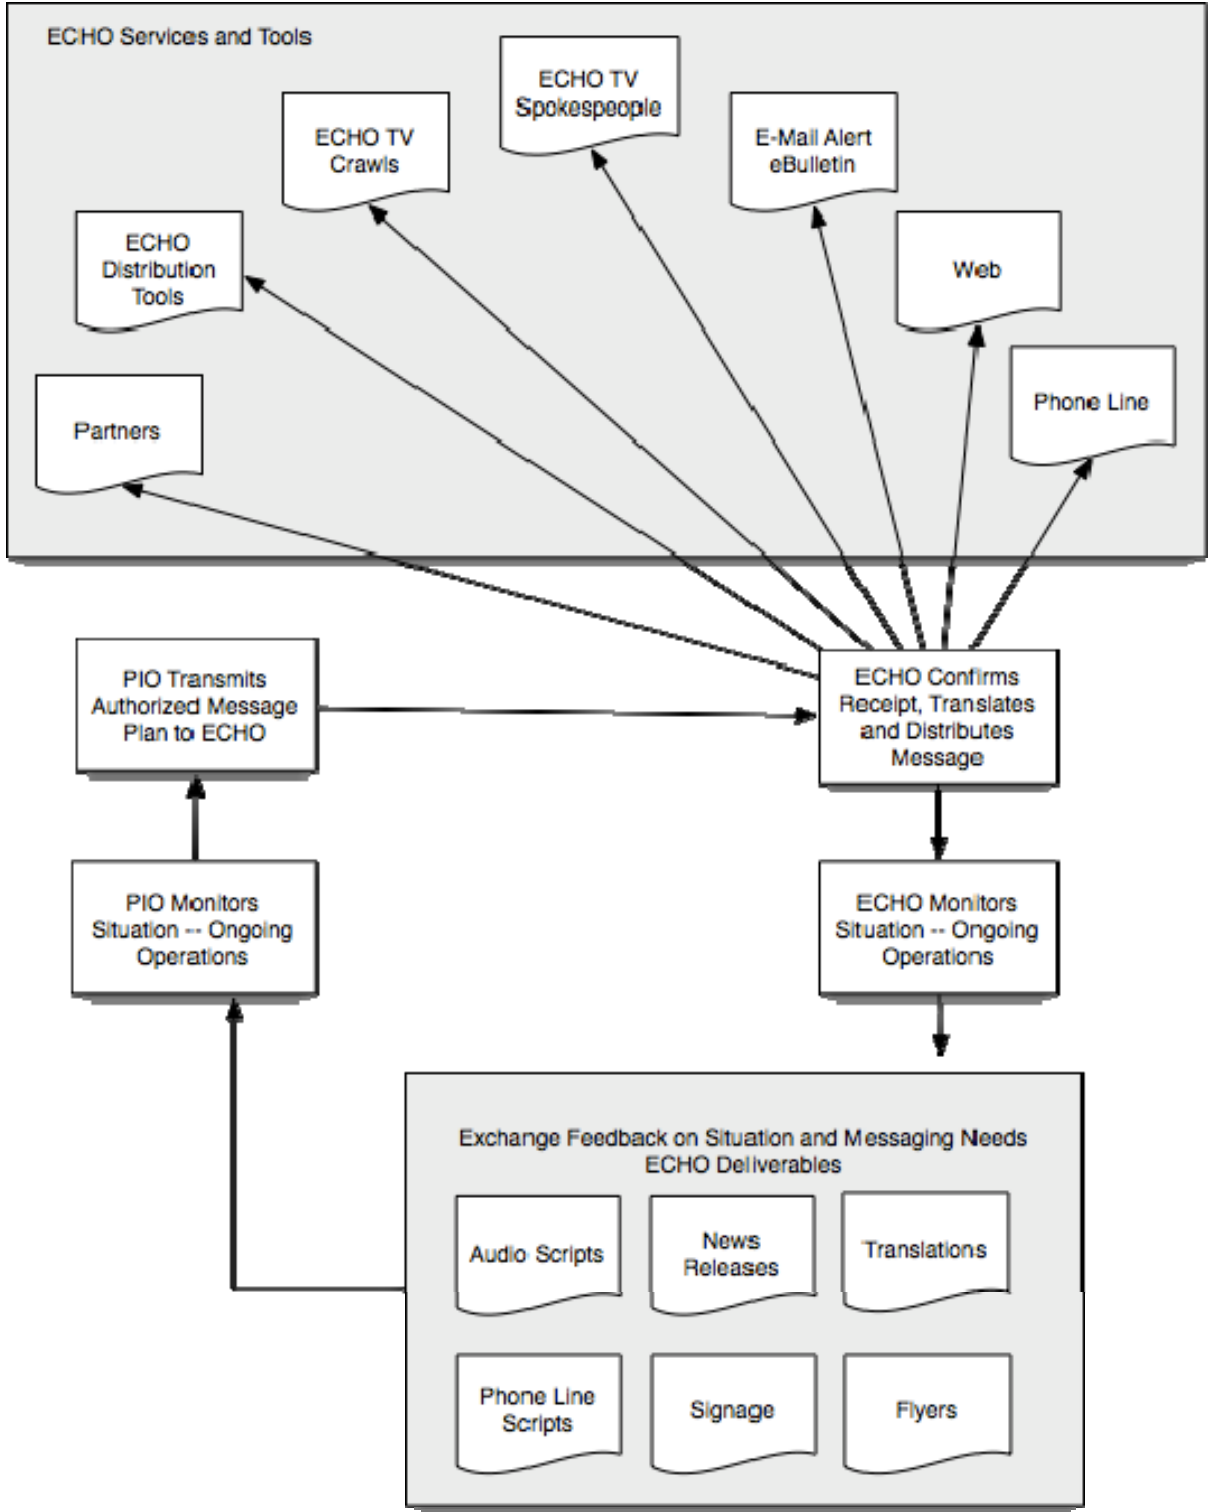 ECHO Services and Tools
ECHO TV
Spokespeople
ECHO TV
Crawls
E-Mail Alert
eBulletin
ECHO
Distribution
Tools
Web
Partners
Phone Line
PIO Transmits
Authorized Message
Plan to ECHO
ECHO Confirms
Receipt, Translates
and Distributes
Message
PIO Monitors
Situation -- Ongoing
Operations
ECHO Monitors
Situation -- Ongoing
Operations
Exchange Feedback on Situation and Messaging Needs
ECHO Deliverables
Audio Scripts
News
Releases
Translations
Phone Line
Scripts
Signage
Flyers